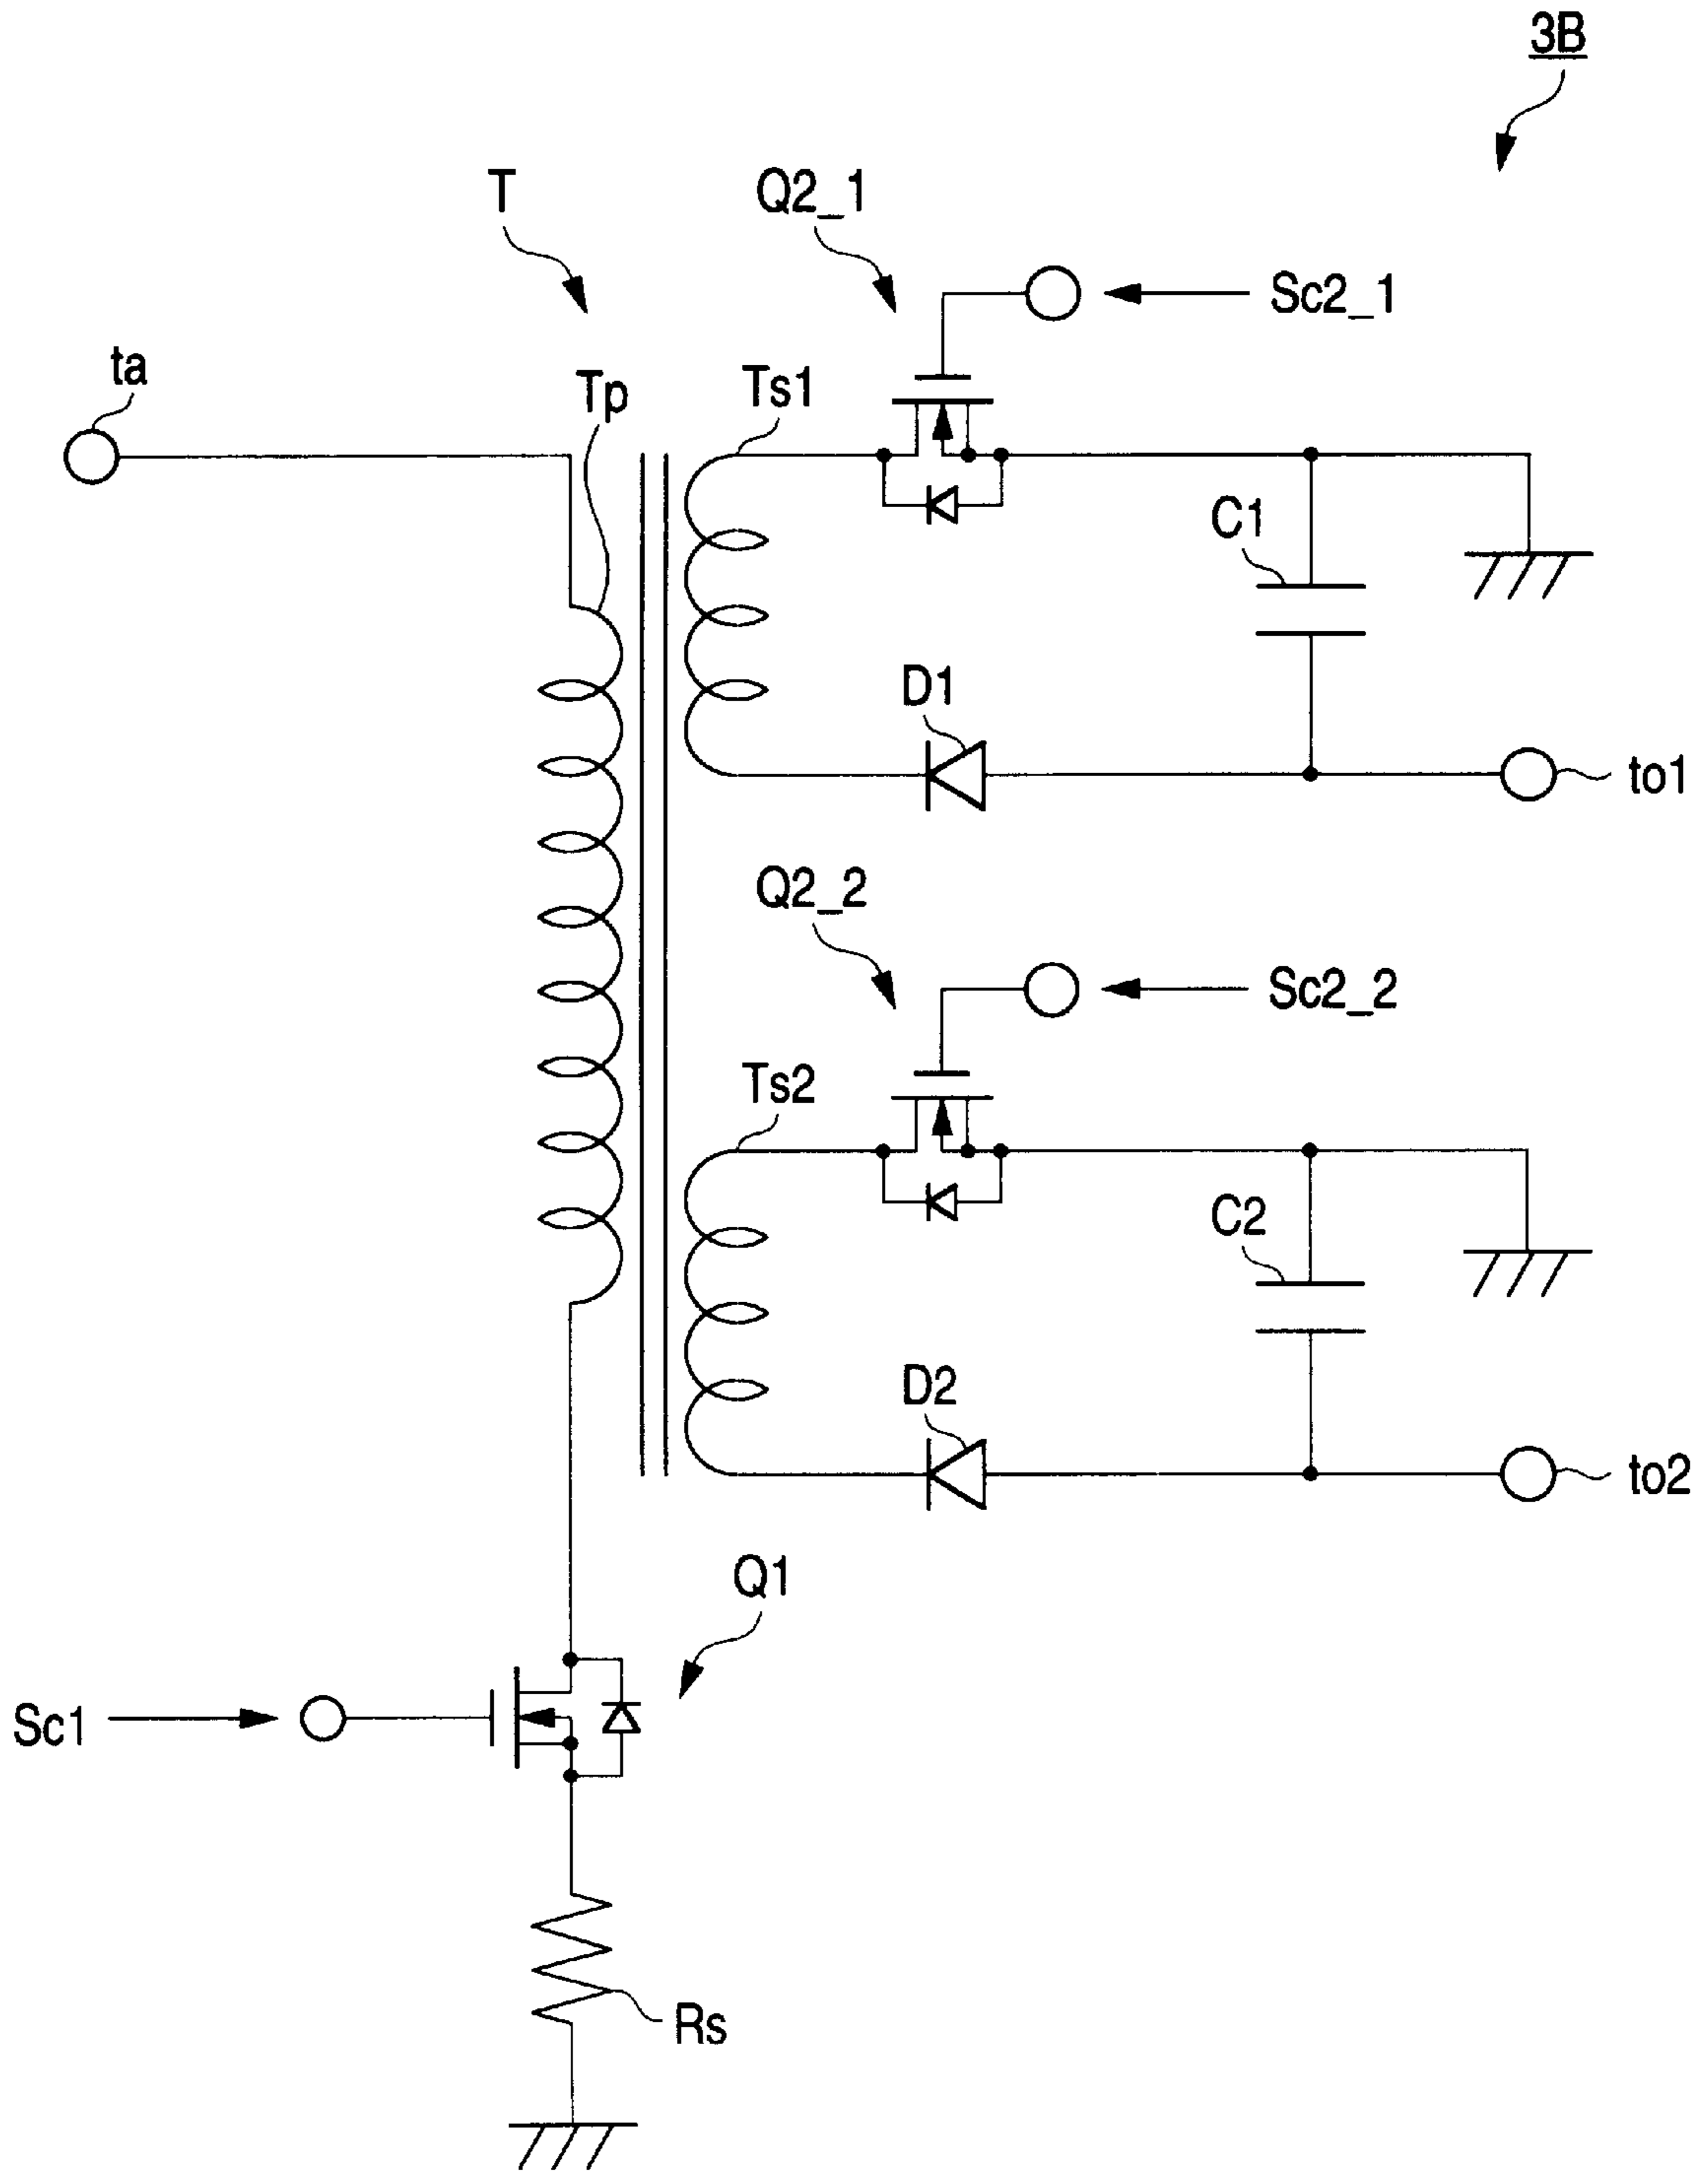 3B
T
Q2_1
Sc2_1
ta
Tp
Ts1
C1
D1
to1
Q2_2
Sc2_2
Ts2
C2
D2
to2
Q1
Sc1
Rs